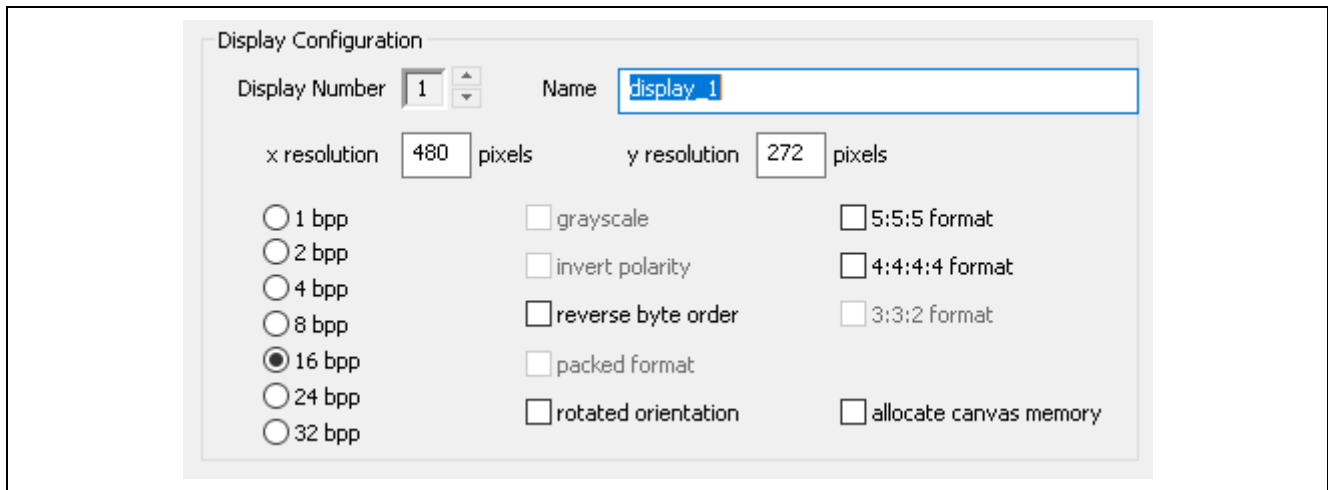 Display Configuration
Display Number 1 Name display_1
x resolution 480 pixels y resolution 272 pixels
1 bpp grayscale 5:5:5 format
2 bpp invert polarity 4:4:4:4 format
4 bpp
reverse byte order 3:3:2 format
8 bpp
16 bpp packed format
24 bpp rotated orientation allocate canvas memory
32 bpp